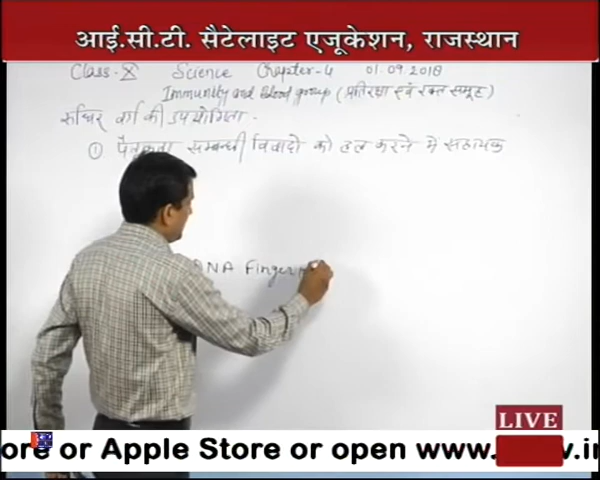 आई.सी.टी. सैटेलाइट एजूकेशन, राजस्थान
Class-X Science Chapter-4 01.09.2018
Immunity and Blood group (प्रतिरक्षा एवं रक्त समूह)
रूधिर वर्ग की उपयोगिता -
① पैतृकता सम्बन्धी विवादो को हल करने में सहायक
DNA Finger
LIVE
ore or Apple Store or open www. v.in